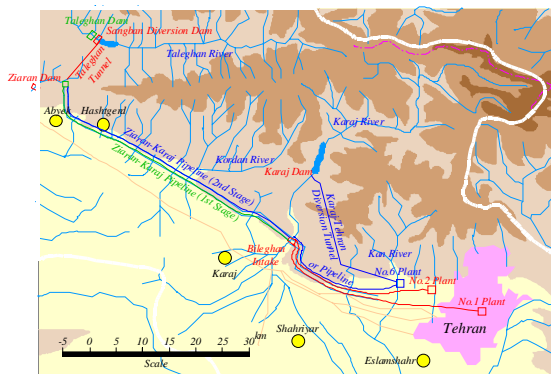 Taleghan Dam
Sangban Diversion Dam
Taleghan River
Ziaran Dam
Taleghan
Tunnel
Abyek
Hashtgerd
Karaj River
Ziaran-Karaj Pipeline (2nd Stage)
Ziaran-Karaj Pipeline (1st Stage)
Kordan River
Karaj Dam
Karaj-Tehran
Diversion Tunnel
or Pipeline
Kan River
Bileghan
Intake
No.6 Plant
No.2 Plant
Karaj
No.1 Plant
Tehran
Shahriyar
Eslamshahr
-5 0 5 10 15 20 25 30 km
Scale